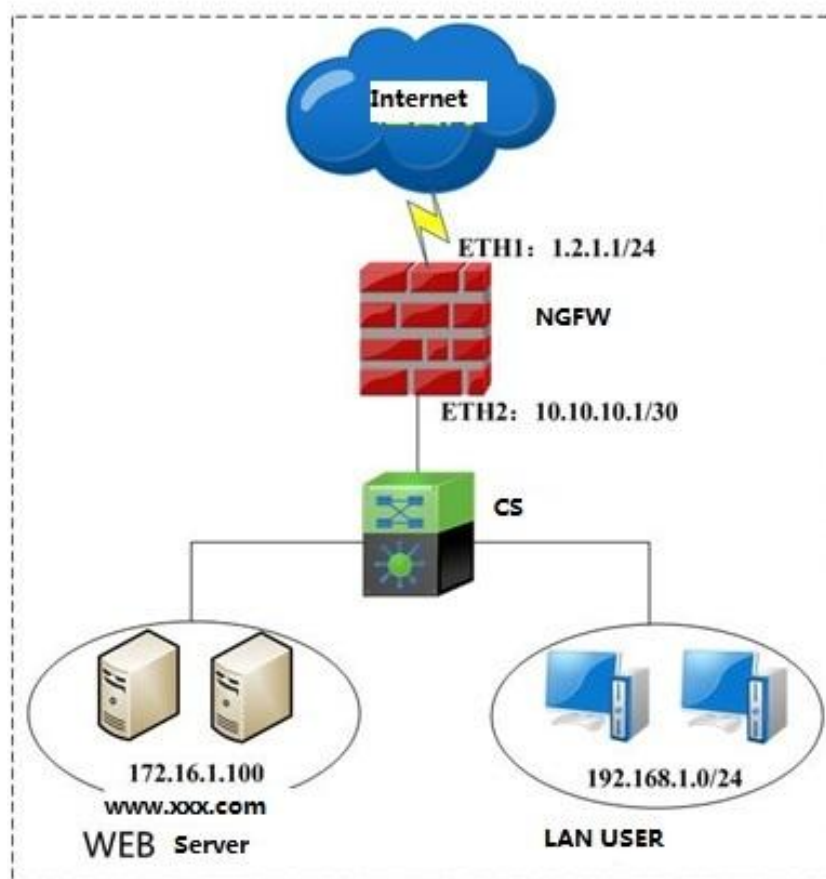 Internet
ETH1：1.2.1.1/24
NGFW
ETH2：10.10.10.1/30
CS
172.16.1.100
www.xxx.com
WEB Server
192.168.1.0/24
LAN USER